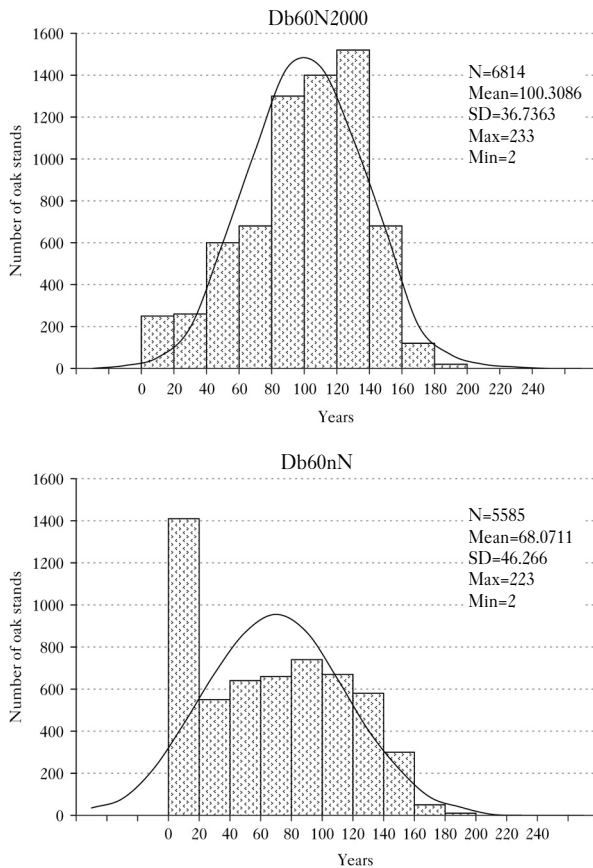 Db60N2000
1600
1400
1200
1000
800
600
400
200
0
Number of oak stands
N=6814
Mean=100.3086
SD=36.7363
Max=233
Min=2
0 20 40 60 80 100 120 140 160 180 200 220 240
Years
Db60nN
1600
1400
1200
1000
800
600
400
200
0
Number of oak stands
N=5585
Mean=68.0711
SD=46.266
Max=223
Min=2
0 20 40 60 80 100 120 140 160 180 200 220 240
Years